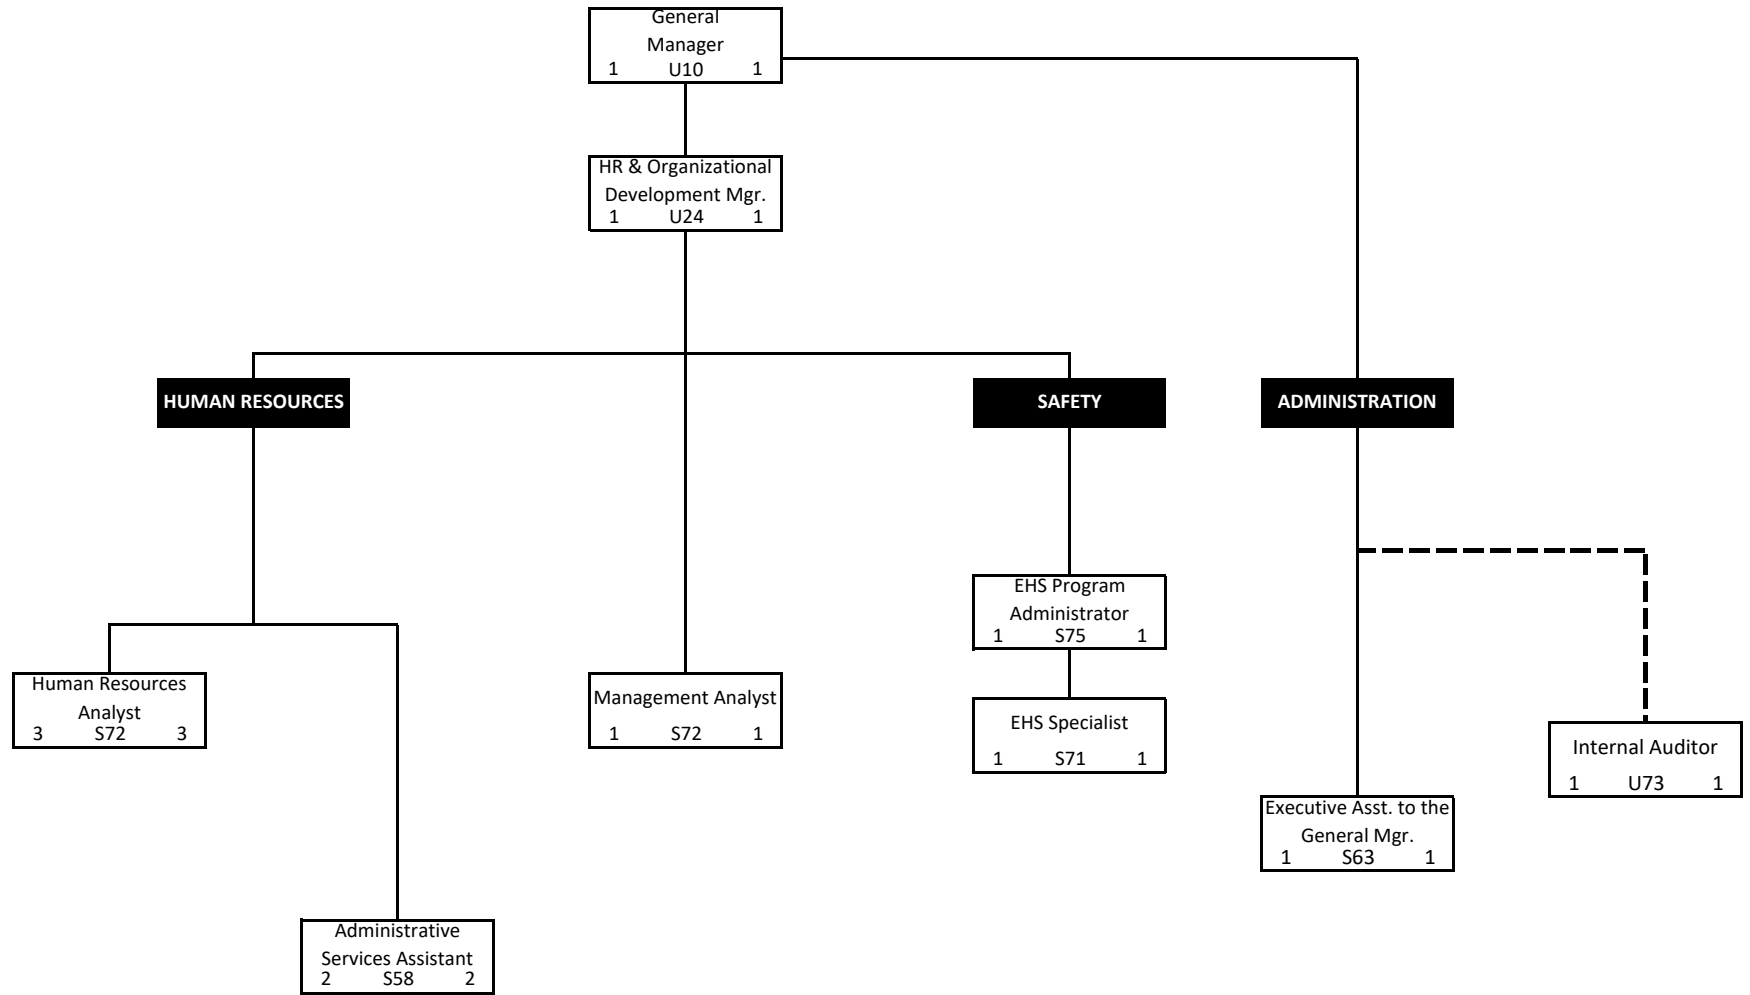 General
Manager
1 U10 1
HR & Organizational
Development Mgr.
1 U24 1
HUMAN RESOURCES
SAFETY
ADMINISTRATION
EHS Program
Administrator
1 S75 1
Human Resources
Analyst
3 S72 3
Management Analyst
1 S72 1
EHS Specialist
1 S71 1
Internal Auditor
1 U73 1
Executive Asst. to the
General Mgr.
1 S63 1
Administrative
Services Assistant
2 S58 2